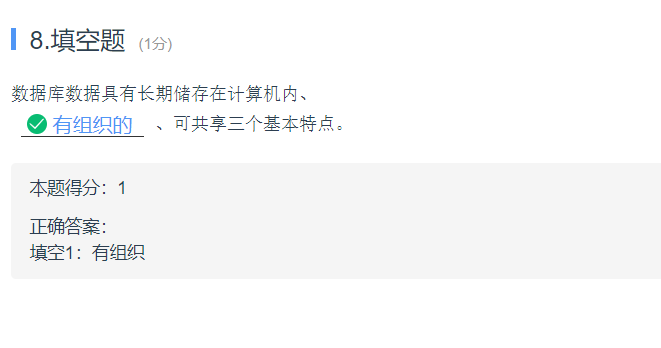 8.填空题 (1分)
数据库数据具有长期储存在计算机内、
有组织的 、可共享三个基本特点。
本题得分：1
正确答案：
填空1：有组织